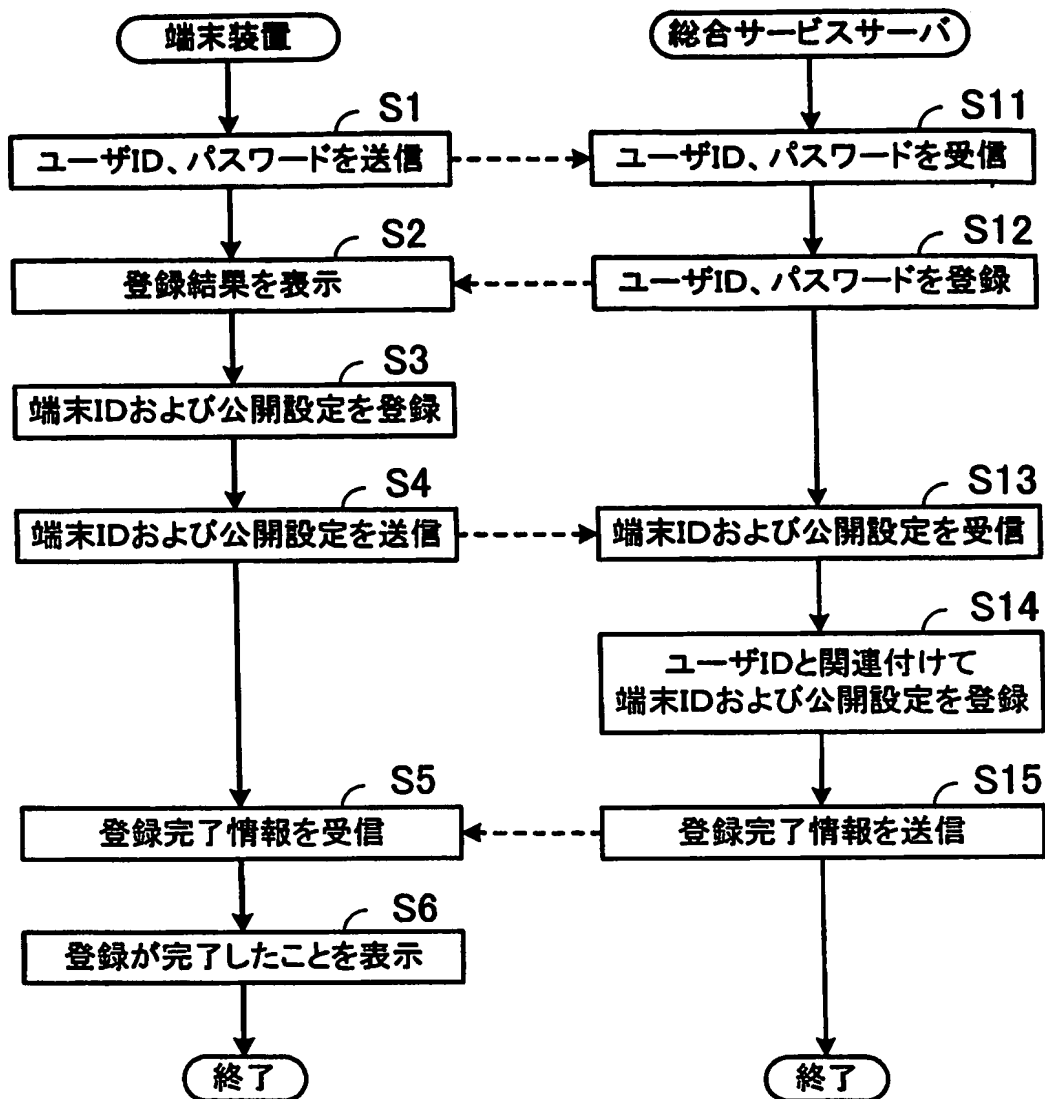 端末装置
総合サービスサーバ
S1
S11
ユーザID、パスワードを送信
ユーザID、パスワードを受信
S2
S12
登録結果を表示
ユーザID、パスワードを登録
S3
端末IDおよび公開設定を登録
S4
S13
端末IDおよび公開設定を送信
端末IDおよび公開設定を受信
S14
ユーザIDと関連付けて
端末IDおよび公開設定を登録
S5
S15
登録完了情報を受信
登録完了情報を送信
S6
登録が完了したことを表示
終了
終了